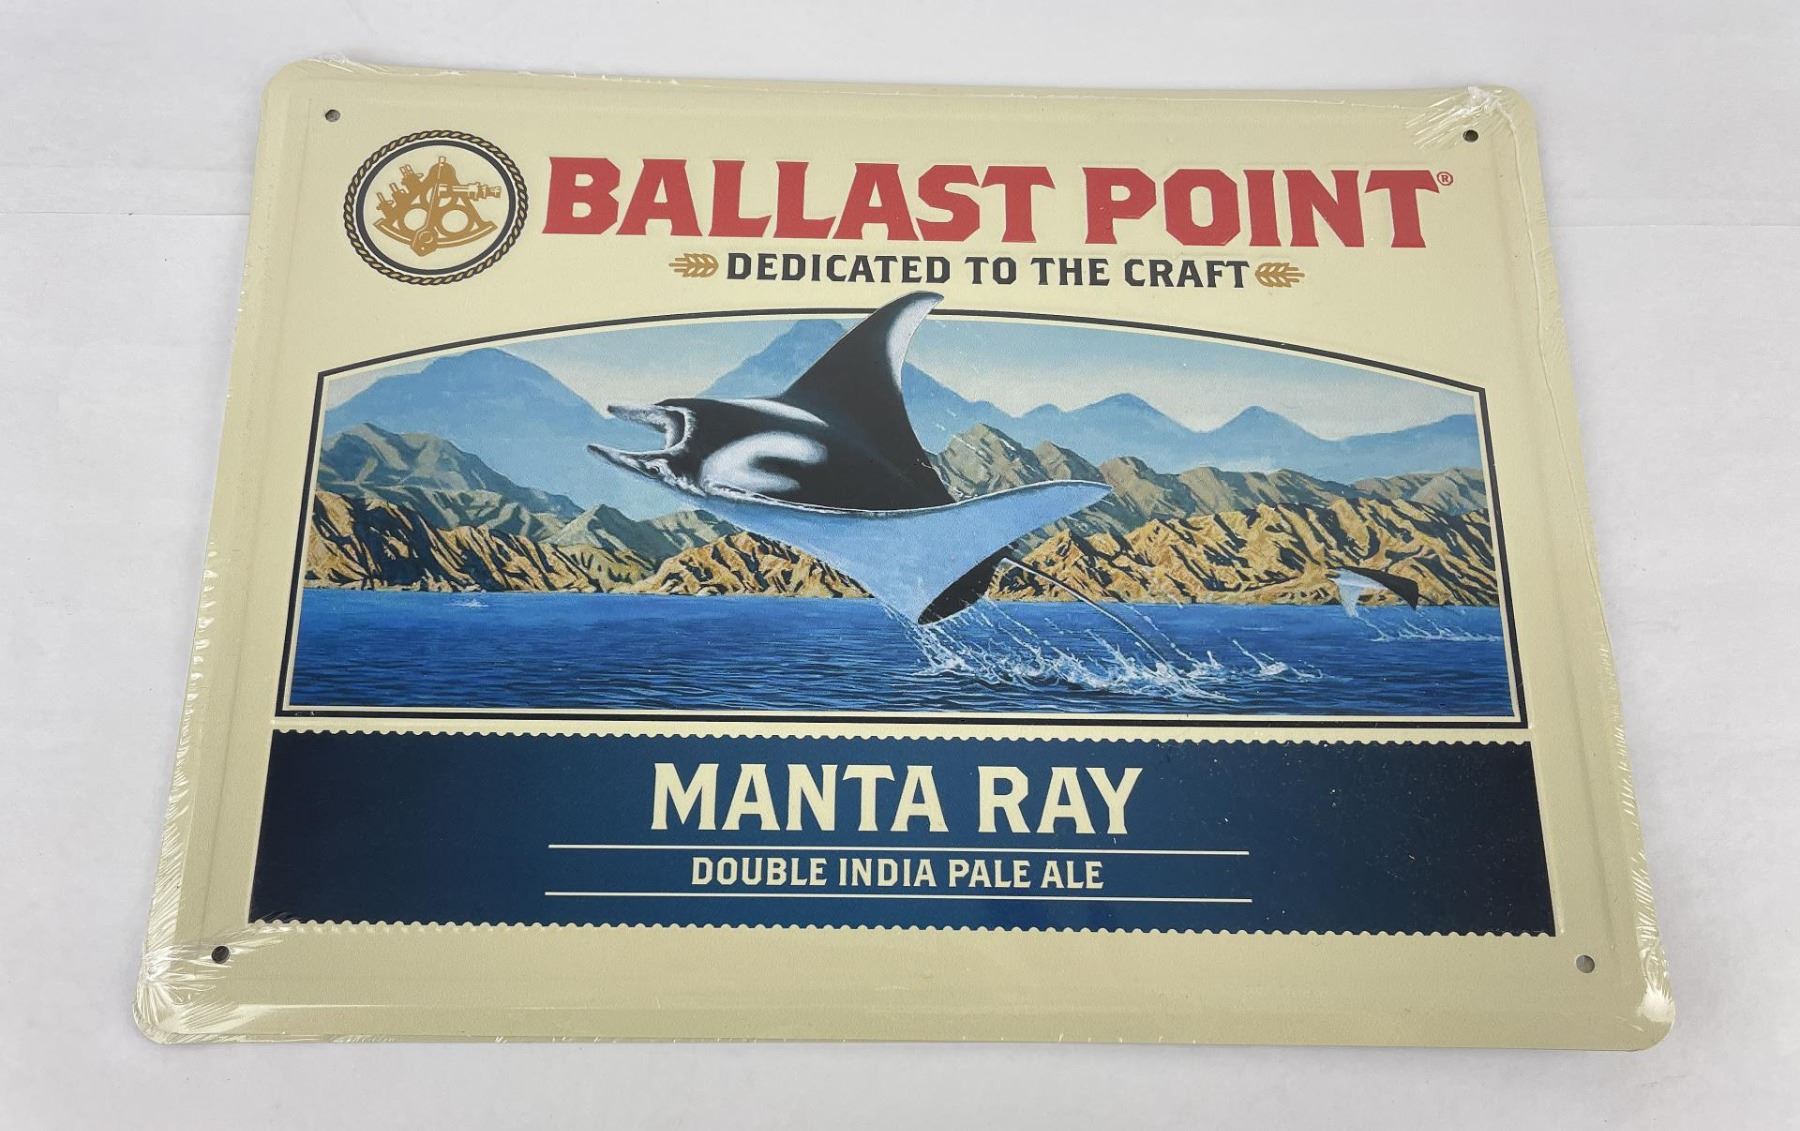 BALLAST POINT®
DEDICATED TO THE CRAFT
MANTA RAY
DOUBLE INDIA PALE ALE